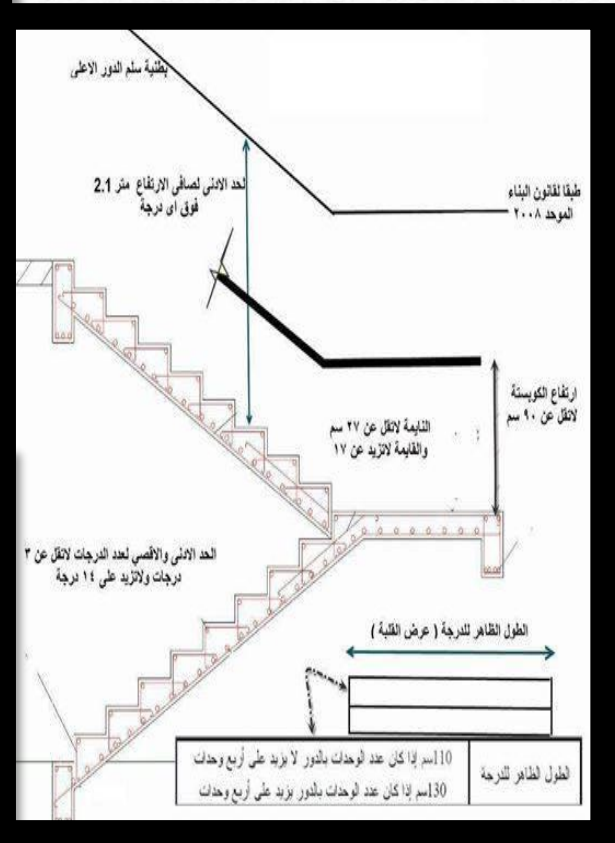 بطنية سلم الدور الاعلى
لحد الادنى لصافى الارتفاع متر 2.1
فوق اى درجة
طبقا لقانون البناء
الموحد ٢٠٠٨
ارتفاع الكوبستة
لاتقل عن ٩٠ سم
النايمة لاتقل عن ٢٧ سم
والقايمة لاتزيد عن ١٧
الحد الادنى والاقصي لعدد الدرجات لاتقل عن ٣
درجات ولاتزيد على ١٤ درجة
الطول الظاهر للدرجة ( عرض القلبة )
الطول الظاهر للدرجة
110سم إذا كان عدد الوحدات بالدور لا يزيد على أربع وحدات
130سم إذا كان عدد الوحدات بالدور يزيد على أربع وحدات